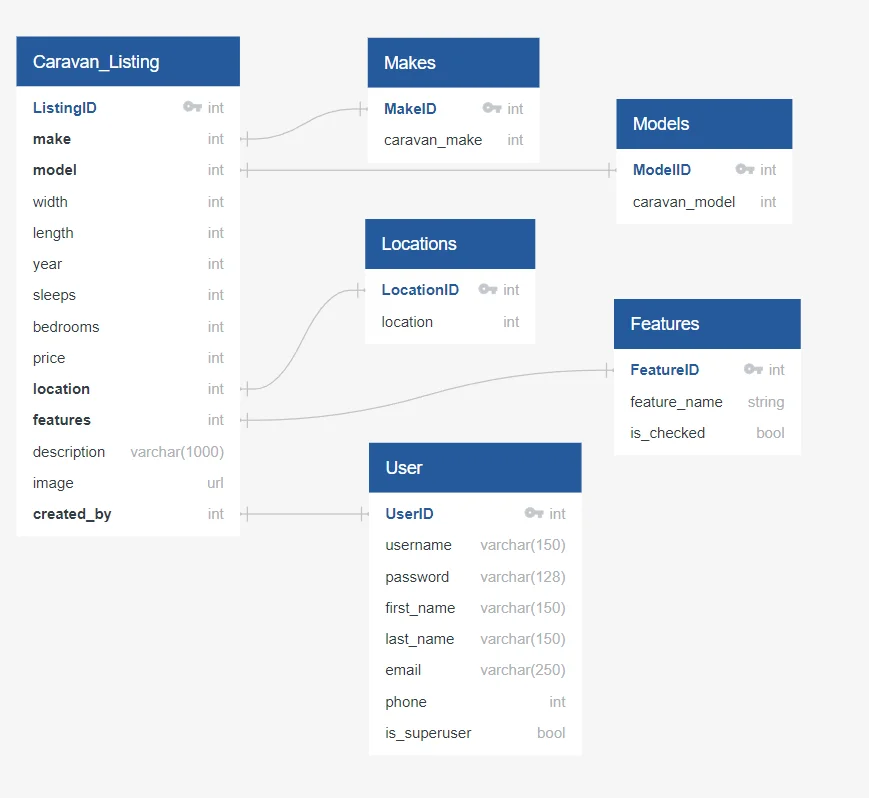 Caravan_Listing
ListingID int
make int
model int
width int
length int
year int
sleeps int
bedrooms int
price int
location int
features int
description varchar(1000)
image url
created_by int
Makes
MakeID int
caravan_make int
Models
ModelID int
caravan_model int
Locations
LocationID int
location int
Features
FeatureID int
feature_name string
is_checked bool
User
UserID int
username varchar(150)
password varchar(128)
first_name varchar(150)
last_name varchar(150)
email varchar(250)
phone int
is_superuser bool